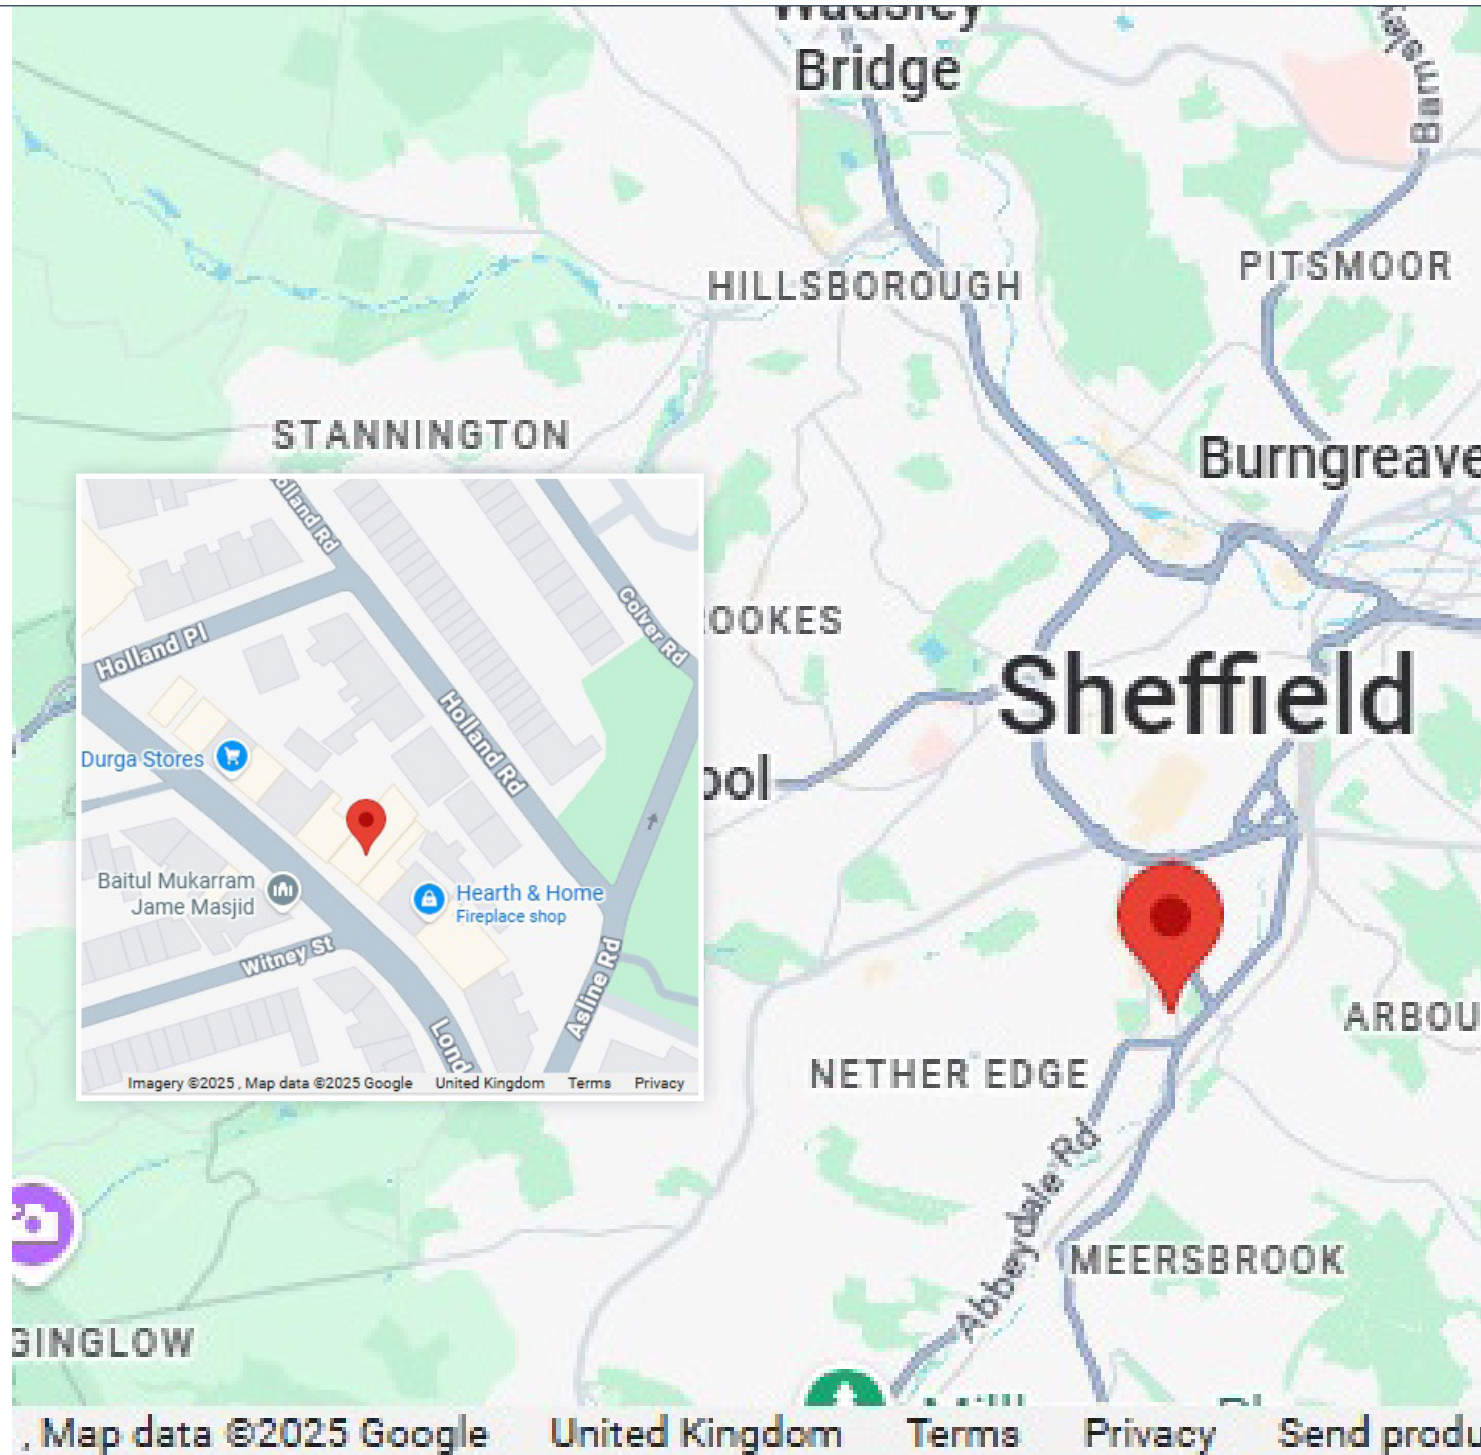 Wadsley
Bridge
Barnsley
HILLSBOROUGH
PITSMOOR
STANNINGTON
Burngreave
Holland Rd
Colver Rd
OOKES
Holland Pl
Sheffield
Holland Rd
Durga Stores
ool
Baitul Mukarram
Jame Masjid
Hearth & Home
Fireplace shop
Witney St
Asline Rd
Lond
ARBOU
NETHER EDGE
Imagery ©2025 , Map data ©2025 Google United Kingdom Terms Privacy
Abbeydale Rd
MEERSBROOK
GINGLOW
, Map data ©2025 Google United Kingdom Terms Privacy Send produ